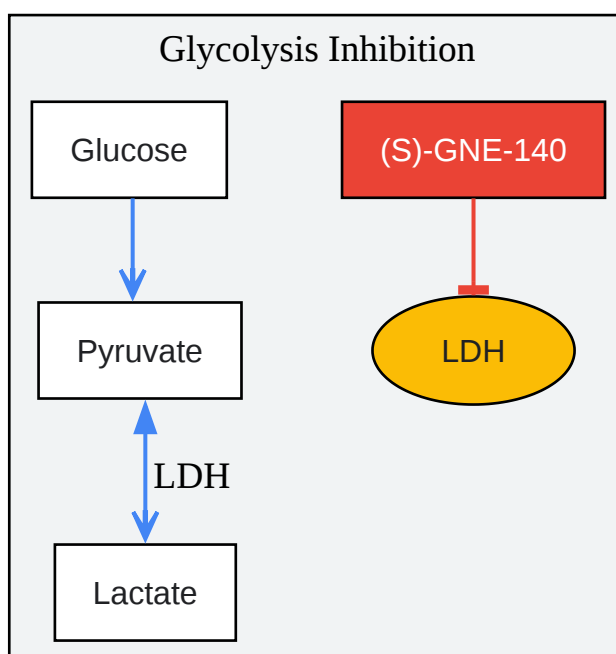 Glycolysis Inhibition
Glucose
(S)-GNE-140
Pyruvate
LDH
LDH
Lactate